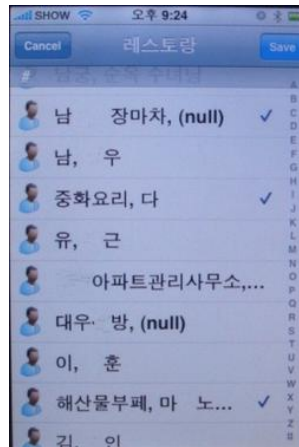 SHOW 오후 9:24
Cancel 레스토랑 Save
#
남 장마차, (null)
남, 우
중화요리, 다
유, 근
아파트관리사무소,...
대우 방, (null)
이, 훈
해산물부페, 마 노...
김, 인
A
B
C
D
E
F
G
H
I
J
K
L
M
N
O
P
Q
R
S
T
U
V
W
X
Y
Z
#